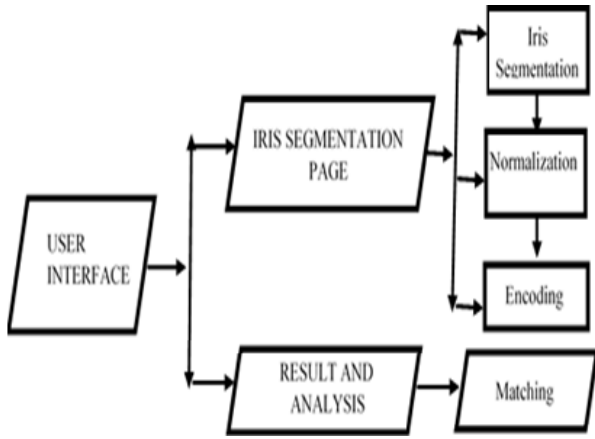 USER
INTERFACE
IRIS SEGMENTATION
PAGE
Iris
Segmentation
Normalization
Encoding
RESULT AND
ANALYSIS
Matching